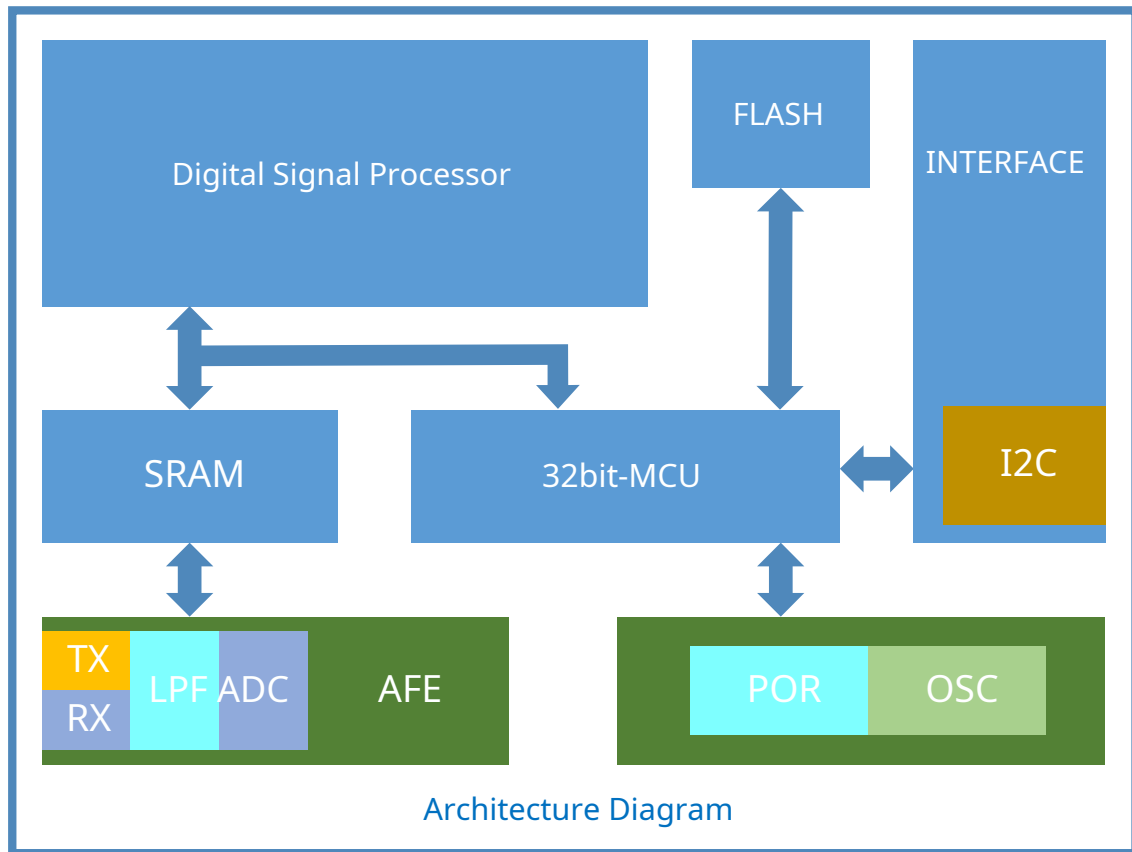 Digital Signal Processor
FLASH
INTERFACE
SRAM
32bit-MCU
I2C
TX
RX
LPF
ADC
AFE
POR
OSC
Architecture Diagram